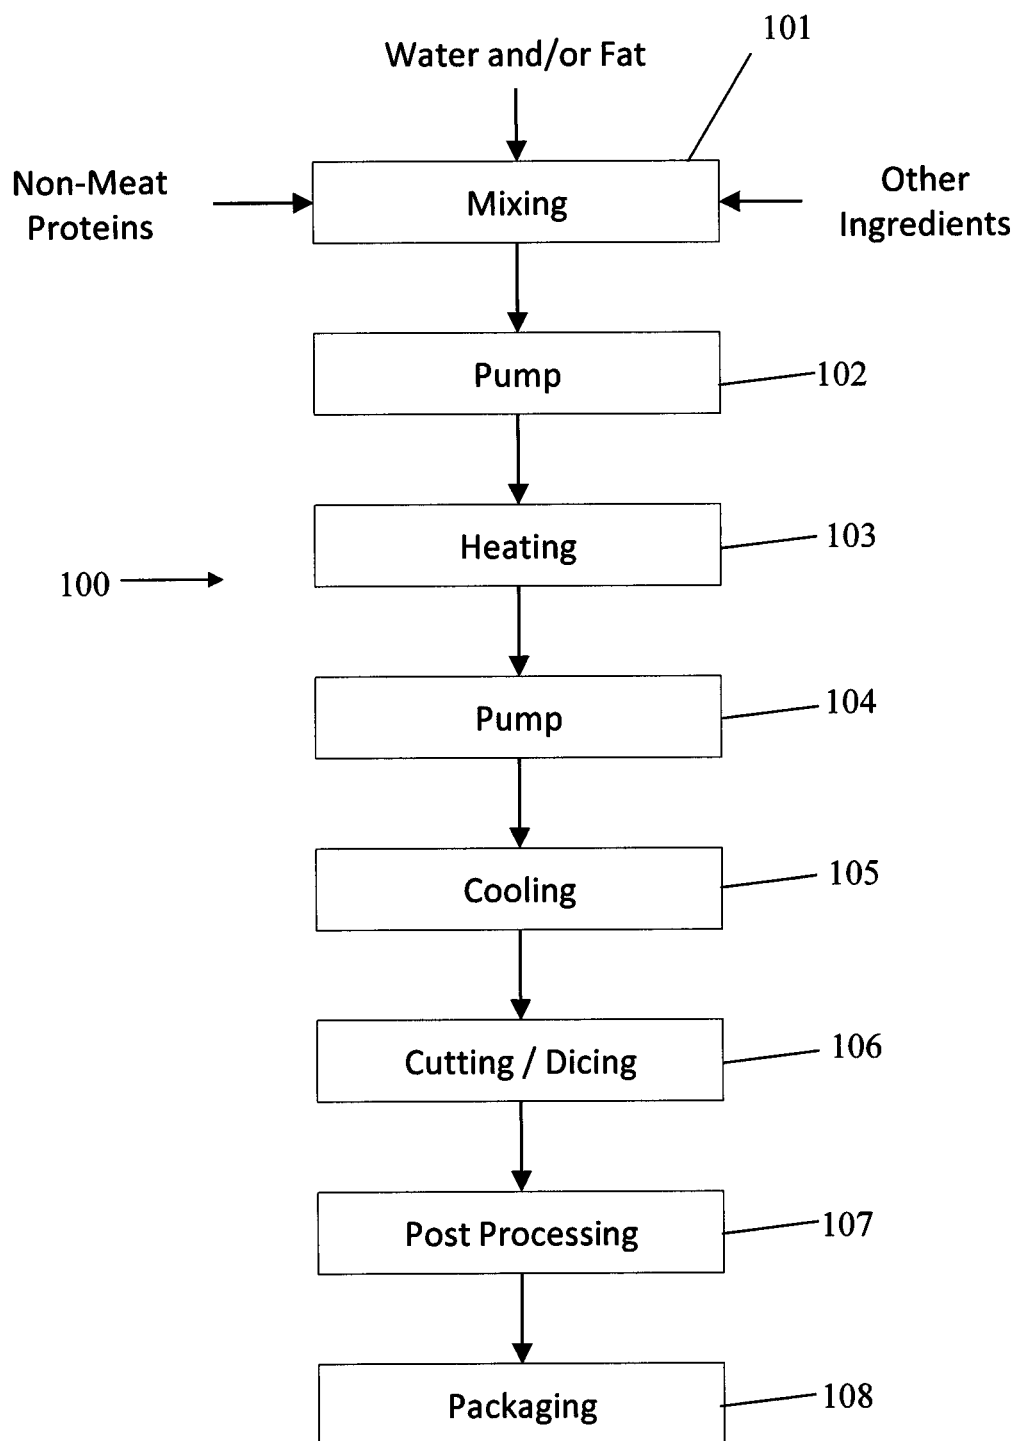 101
Water and/or Fat
Non-Meat
Proteins
Mixing
Other
Ingredients
Pump
102
Heating
103
100
Pump
104
Cooling
105
Cutting / Dicing
106
Post Processing
107
Packaging
108